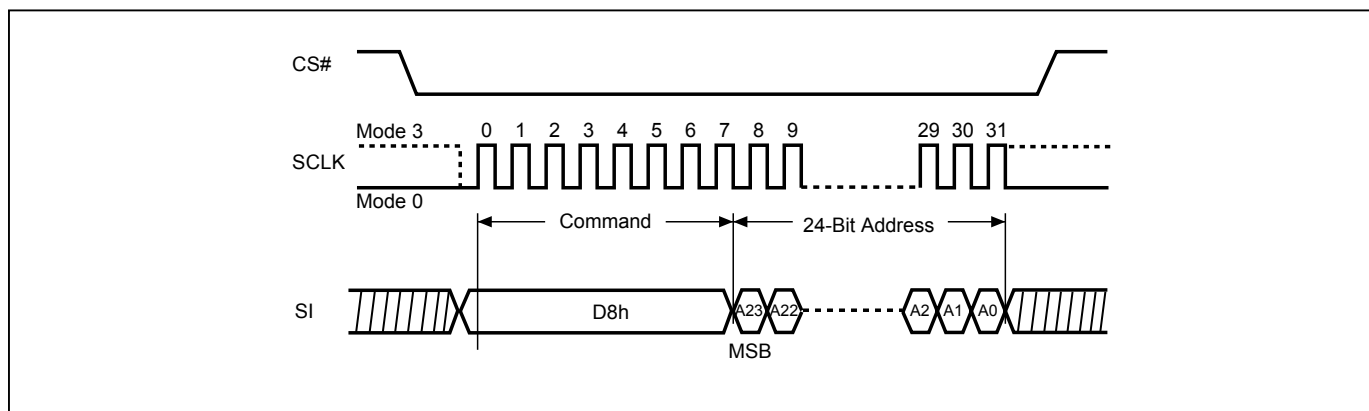 CS#
Mode 3 0 1 2 3 4 5 6 7 8 9 29 30 31
SCLK
Mode 0
Command 24-Bit Address
SI D8h A23 A22 A2 A1 A0
MSB